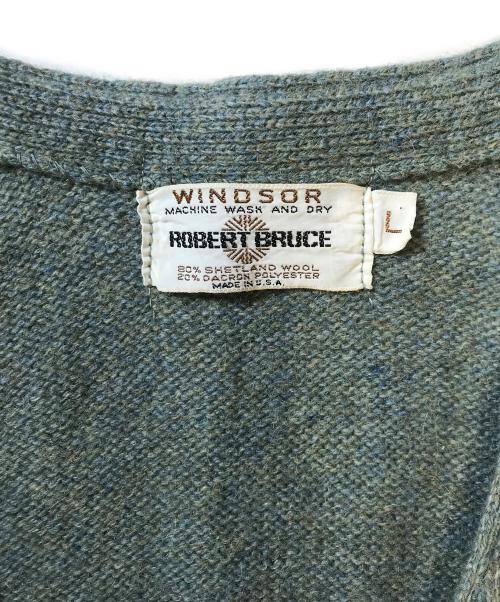 WINDSOR
MACHINE WASH AND DRY
ROBERT BRUCE
80% SHETLAND WOOL
20% DACRON POLYESTER
MADE IN U.S.A.
L